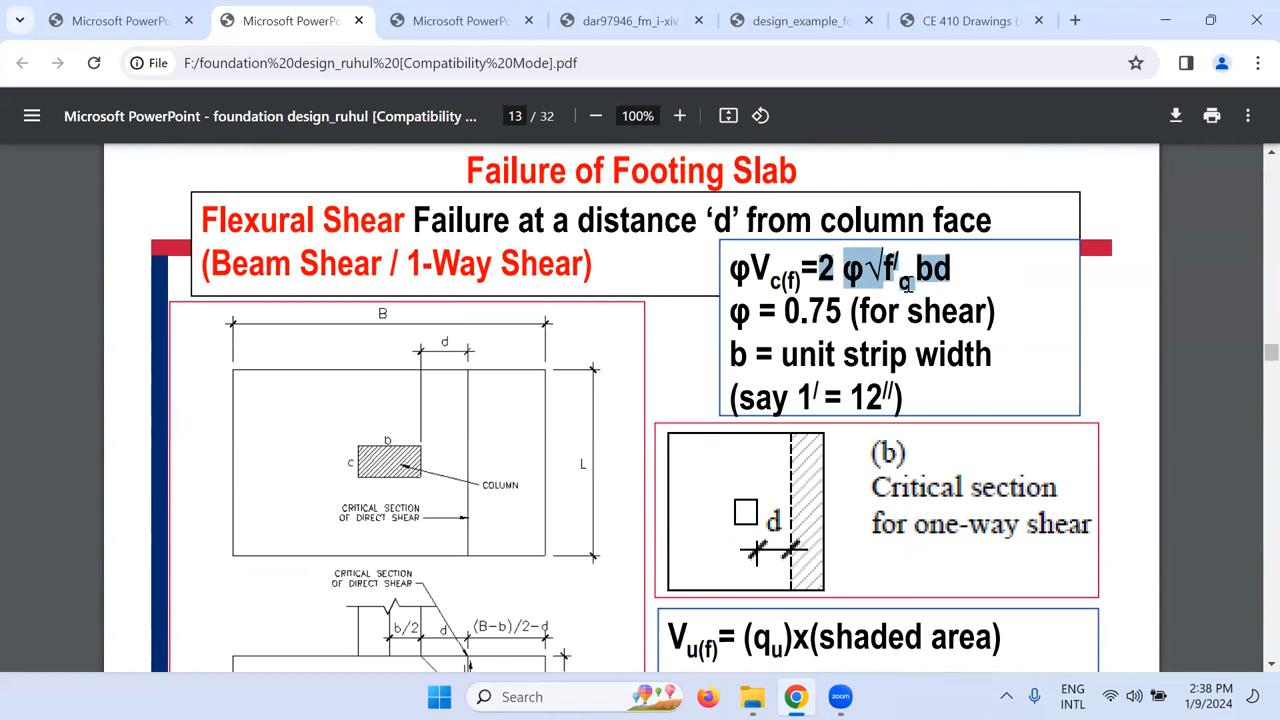 Microsoft PowerPo
Microsoft PowerPo
Microsoft PowerPo
dar97946_fm_i-xiv
design_example_fo
CE 410 Drawings (
File
F:/foundation%20design_ruhul%20[Compatibility%20Mode].pdf
Microsoft PowerPoint - foundation design_ruhul [Compatibility ...
13 / 32
100%
Failure of Footing Slab
Flexural Shear Failure at a distance ‘d’ from column face
(Beam Shear / 1-Way Shear)
φVc(f)=2 φ√f/c bd
φ = 0.75 (for shear)
b = unit strip width
(say 1/ = 12//)
B
d
b
c
L
COLUMN
CRITICAL SECTION
OF DIRECT SHEAR
CRITICAL SECTION
OF DIRECT SHEAR
b/2
d
(B-b)/2-d
d
(b)
Critical section
for one-way shear
Vu(f)= (qu)x(shaded area)
Search
zoom
ENG
INTL
2:38 PM
1/9/2024